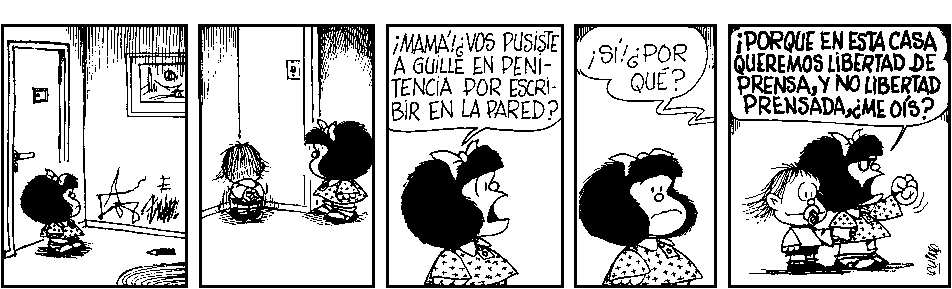 ¡MAMÁ! ¿VOS PUSISTE
A GUILLE EN PENI-
TENCIA POR ESCRI-
BIR EN LA PARED?
¡SÍ! ¿POR
QUÉ?
¡PORQUE EN ESTA CASA
QUEREMOS LIBERTAD DE
PRENSA, Y NO LIBERTAD
PRENSADA, ¿ME OÍS?